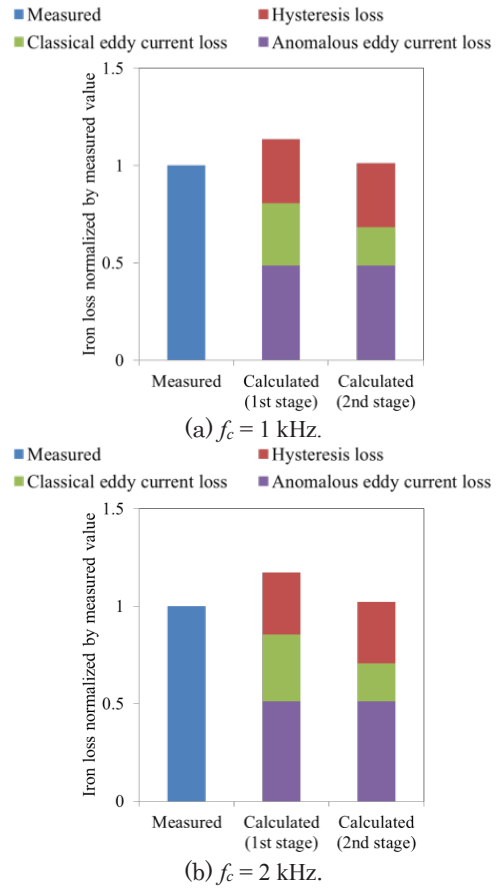 Measured
Hysteresis loss
Classical eddy current loss
Anomalous eddy current loss
Iron loss normalized by measured value
1.5
1
0.5
0
Measured
Calculated (1st stage)
Calculated (2nd stage)
(a) fc = 1 kHz.
Measured
Hysteresis loss
Classical eddy current loss
Anomalous eddy current loss
Iron loss normalized by measured value
1.5
1
0.5
0
Measured
Calculated (1st stage)
Calculated (2nd stage)
(b) fc = 2 kHz.